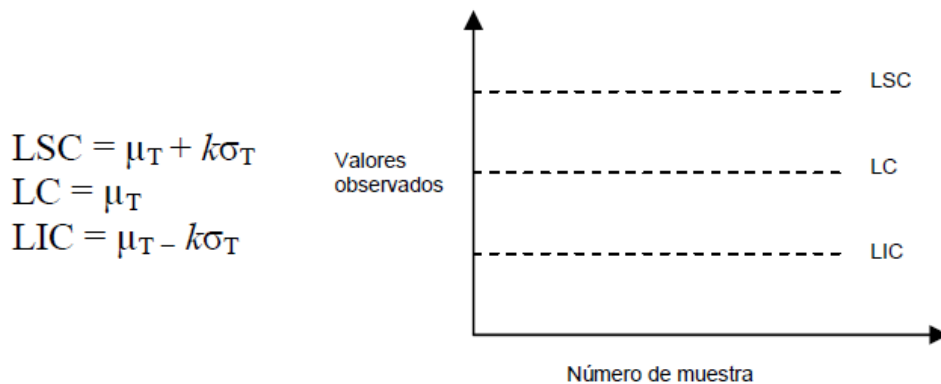 LSC = μT + kσT
LC = μT
LIC = μT – kσT
Valores
observados
LSC
LC
LIC
Número de muestra